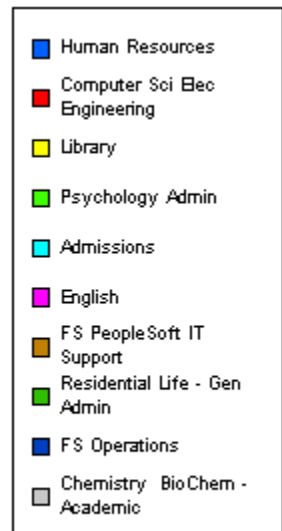 Human Resources
Computer Sci Elec
Engineering
Library
Psychology Admin
Admissions
English
FS PeopleSoft IT
Support
Residential Life - Gen
Admin
FS Operations
Chemistry BioChem -
Academic